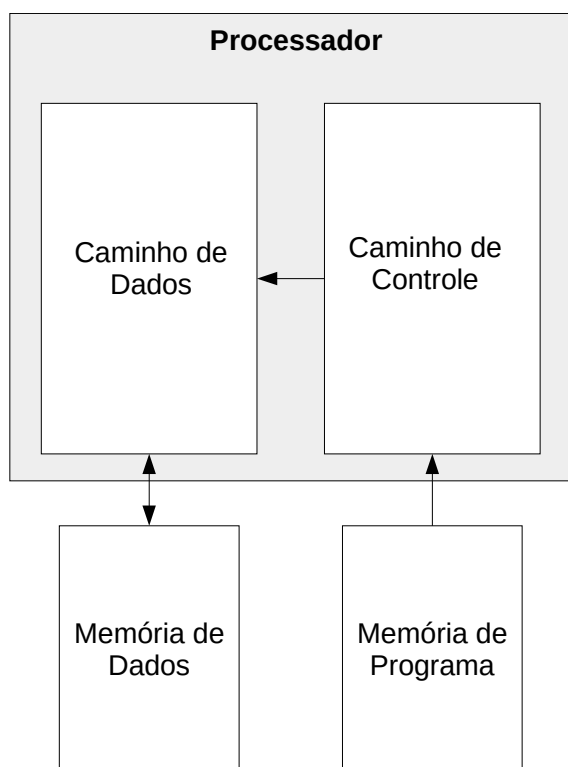 Processador
Caminho de
Dados
Caminho de
Controle
Memória de
Dados
Memória de
Programa